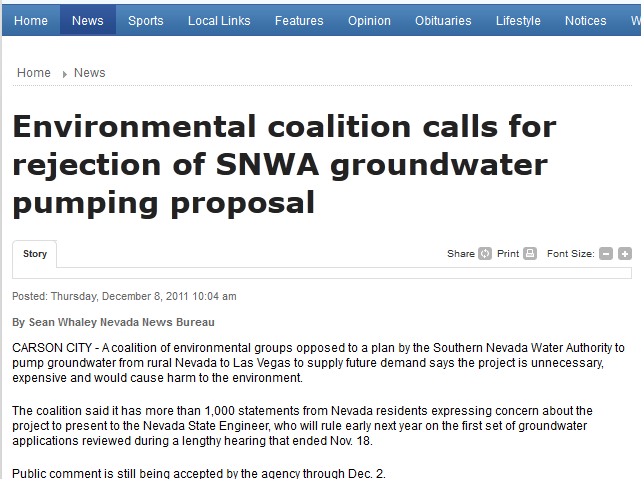 Home News Sports Local Links Features Opinion Obituaries Lifestyle Notices
Home News
Environmental coalition calls for
rejection of SNWA groundwater
pumping proposal
Story Share Print Font Size:
Posted: Thursday, December 8, 2011 10:04 am
By Sean Whaley Nevada News Bureau
CARSON CITY - A coalition of environmental groups opposed to a plan by the Southern Nevada Water Authority to
pump groundwater from rural Nevada to Las Vegas to supply future demand says the project is unnecessary,
expensive and would cause harm to the environment.
The coalition said it has more than 1,000 statements from Nevada residents expressing concern about the
project to present to the Nevada State Engineer, who will rule early next year on the first set of groundwater
applications reviewed during a lengthy hearing that ended Nov. 18.
Public comment is still being accepted by the agency through Dec. 2.